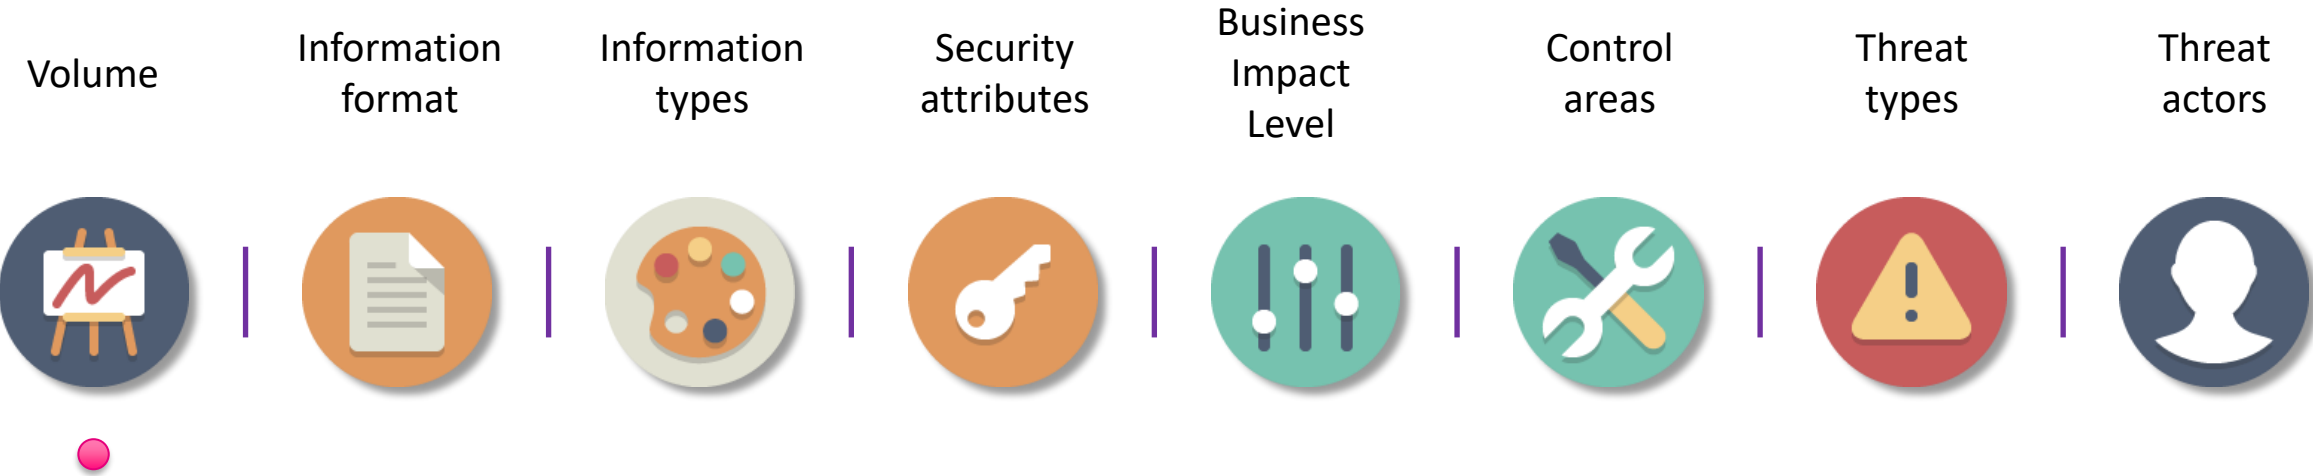 Volume
Information
format
Information
types
Security
attributes
Business
Impact
Level
Control
areas
Threat
types
Threat
actors